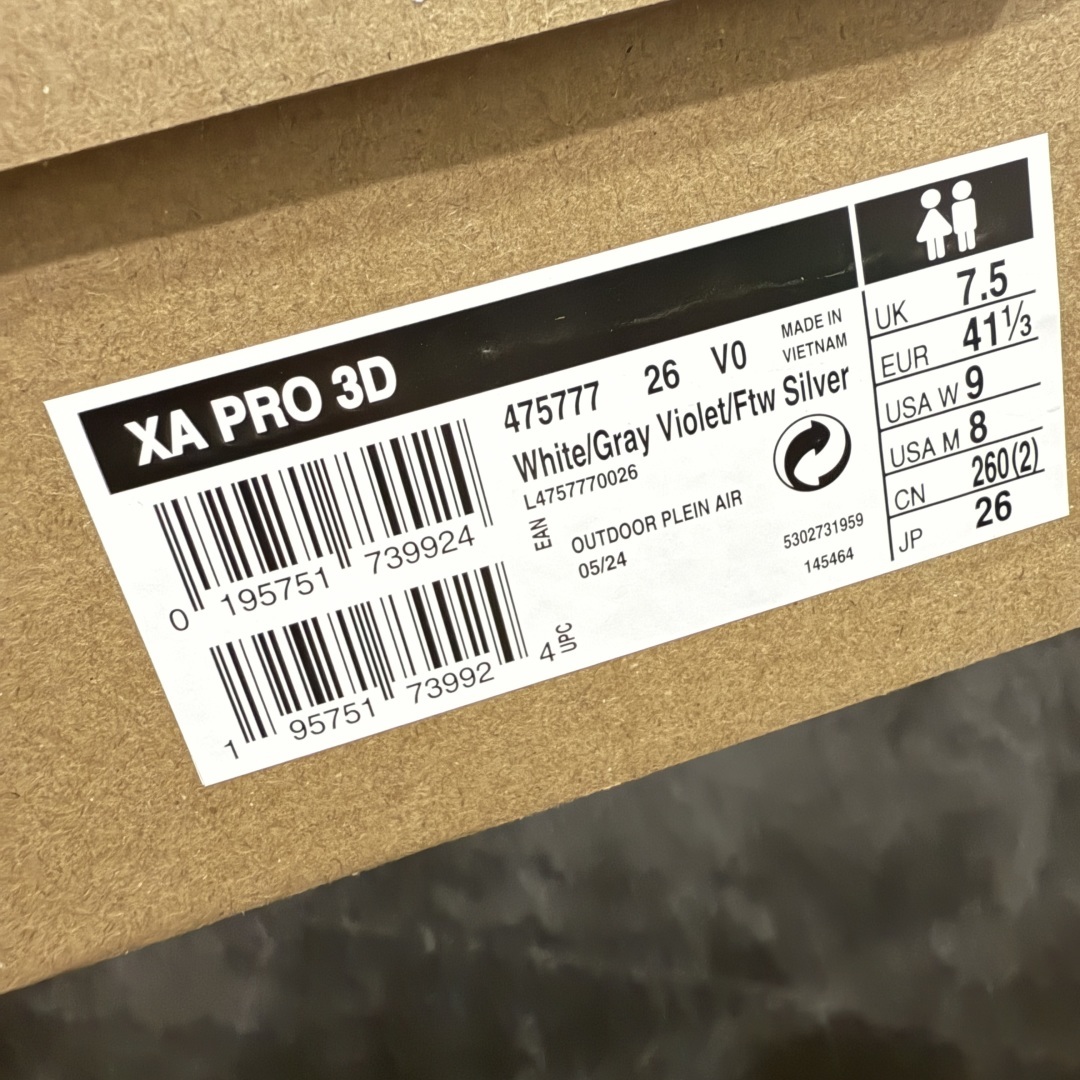 XA PRO 3D
475777 26 V0
MADE IN
VIETNAM
White/Gray Violet/Ftw Silver
L4757770026
EAN
0 195751 739924
OUTDOOR PLEIN AIR
05/24
5302731959
145464
1 95751 73992 4
UPC
UK 7.5
EUR 41⅓
USA W 9
USA M 8
CN 260(2)
JP 26